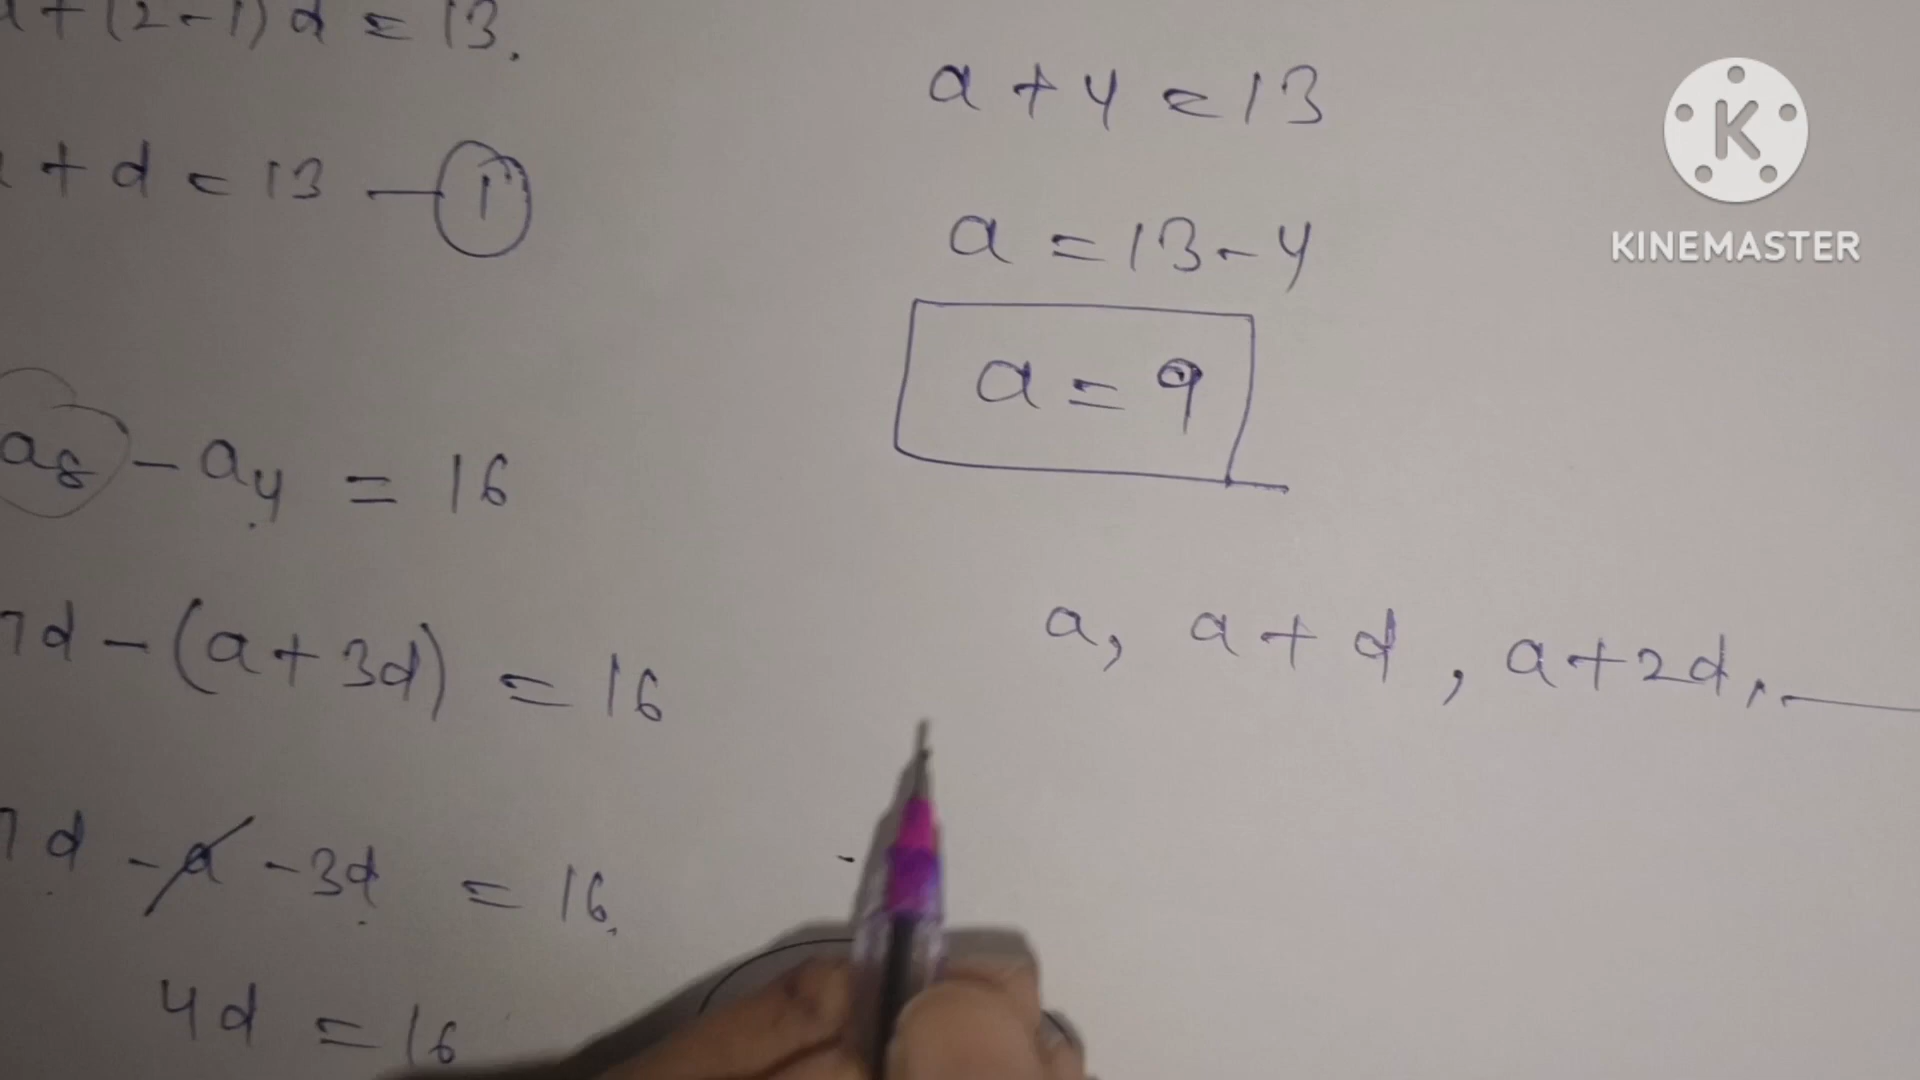 + (2-1) d = 13.
+ d = 13 — 1
a8 - a4 = 16
7d - (a + 3d) = 16
7d - a - 3d = 16
4d = 16
a + 4 = 13
a = 13 - 4
a = 9
a, a + d, a + 2d, —
K
KINEMASTER